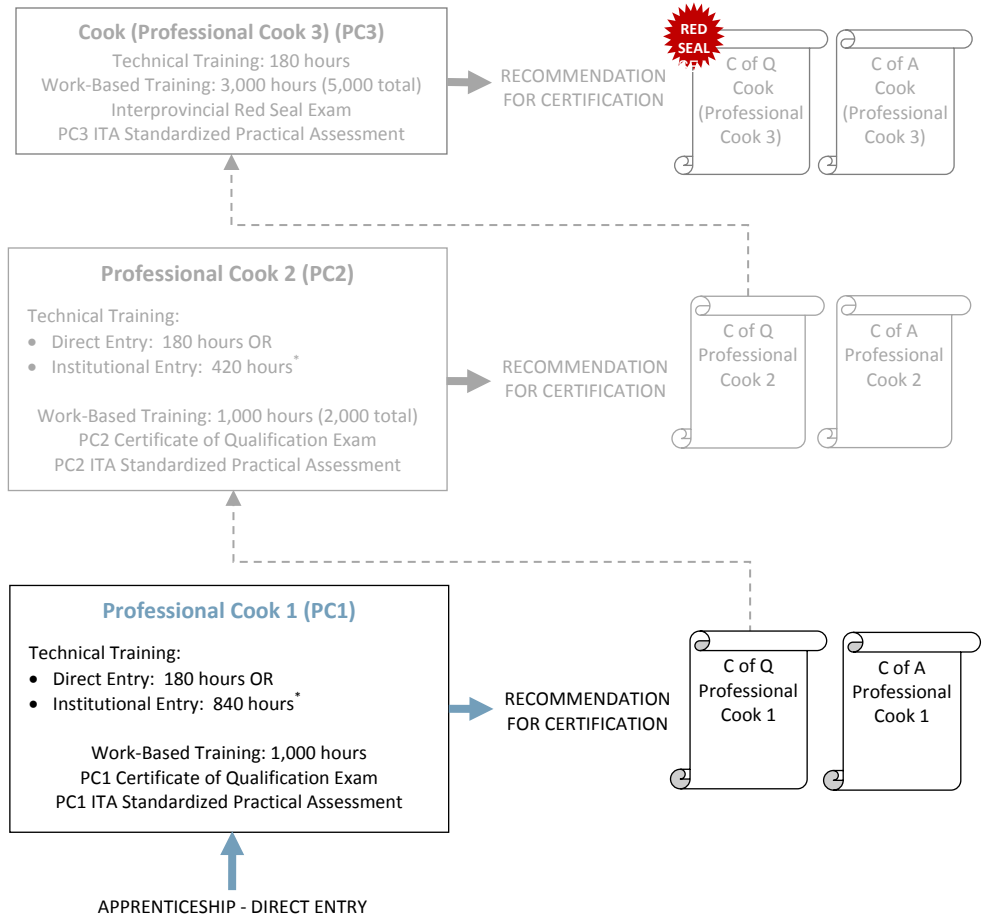 Cook (Professional Cook 3) (PC3)
Technical Training: 180 hours
Work-Based Training: 3,000 hours (5,000 total)
Interprovincial Red Seal Exam
PC3 ITA Standardized Practical Assessment
RECOMMENDATION
FOR CERTIFICATION
RED
SEAL
C of Q
Cook
(Professional
Cook 3)
C of A
Cook
(Professional
Cook 3)
Professional Cook 2 (PC2)
Technical Training:
• Direct Entry: 180 hours OR
• Institutional Entry: 420 hours*
Work-Based Training: 1,000 hours (2,000 total)
PC2 Certificate of Qualification Exam
PC2 ITA Standardized Practical Assessment
RECOMMENDATION
FOR CERTIFICATION
C of Q
Professional
Cook 2
C of A
Professional
Cook 2
Professional Cook 1 (PC1)
Technical Training:
• Direct Entry: 180 hours OR
• Institutional Entry: 840 hours*
Work-Based Training: 1,000 hours
PC1 Certificate of Qualification Exam
PC1 ITA Standardized Practical Assessment
RECOMMENDATION
FOR CERTIFICATION
C of Q
Professional
Cook 1
C of A
Professional
Cook 1
APPRENTICESHIP - DIRECT ENTRY